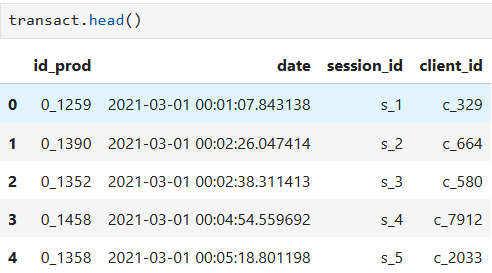 transact.head()
id_prod date session_id client_id
0 0_1259 2021-03-01 00:01:07.843138 s_1 c_329
1 0_1390 2021-03-01 00:02:26.047414 s_2 c_664
2 0_1352 2021-03-01 00:02:38.311413 s_3 c_580
3 0_1458 2021-03-01 00:04:54.559692 s_4 c_7912
4 0_1358 2021-03-01 00:05:18.801198 s_5 c_2033